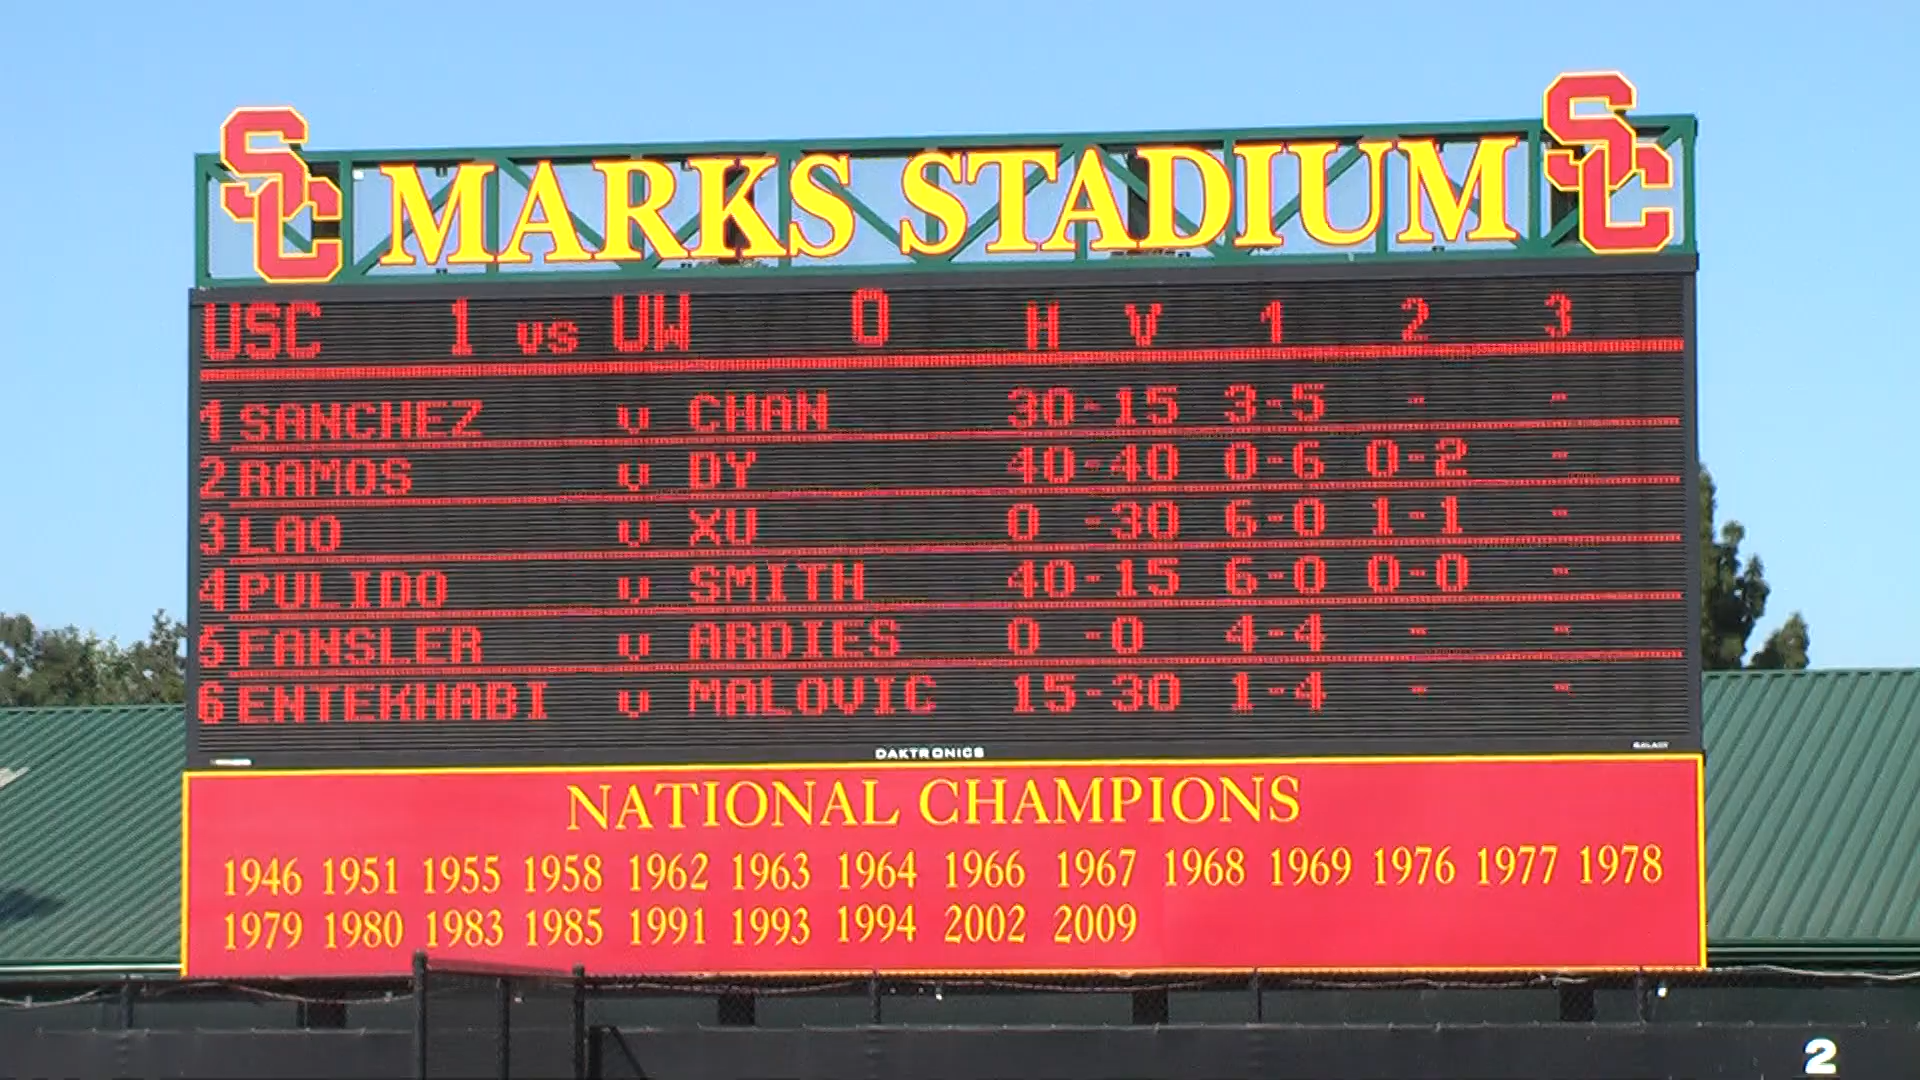 SC MARKS STADIUM SC
USC 1 vs UW 0 H V 1 2 3
1 SANCHEZ v CHAN 30-15 3-5 - -
2 RAMOS v DY 40-40 0-6 0-2 -
3 LAO v XU 0 -30 6-0 1-1 -
4 PULIDO v SMITH 40-15 6-0 0-0 -
5 FANSLER v ARDIES 0 -0 4-4 - -
6 ENTEKHABI v MALOVIC 15-30 1-4 - -
DAKTRONICS
NATIONAL CHAMPIONS
1946 1951 1955 1958 1962 1963 1964 1966 1967 1968 1969 1976 1977 1978
1979 1980 1983 1985 1991 1993 1994 2002 2009
2